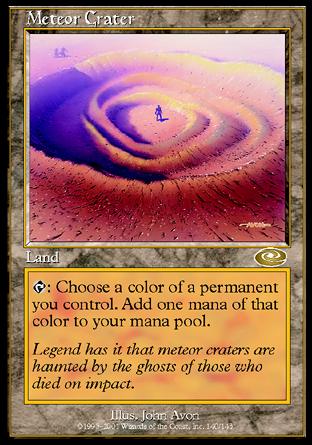 Meteor Crater
AVON
Land
: Choose a color of a permanent
you control. Add one mana of that
color to your mana pool.
Legend has it that meteor craters are
haunted by the ghosts of those who
died on impact.
Illus. John Avon
Wizards of the Coast, Inc. 140/143